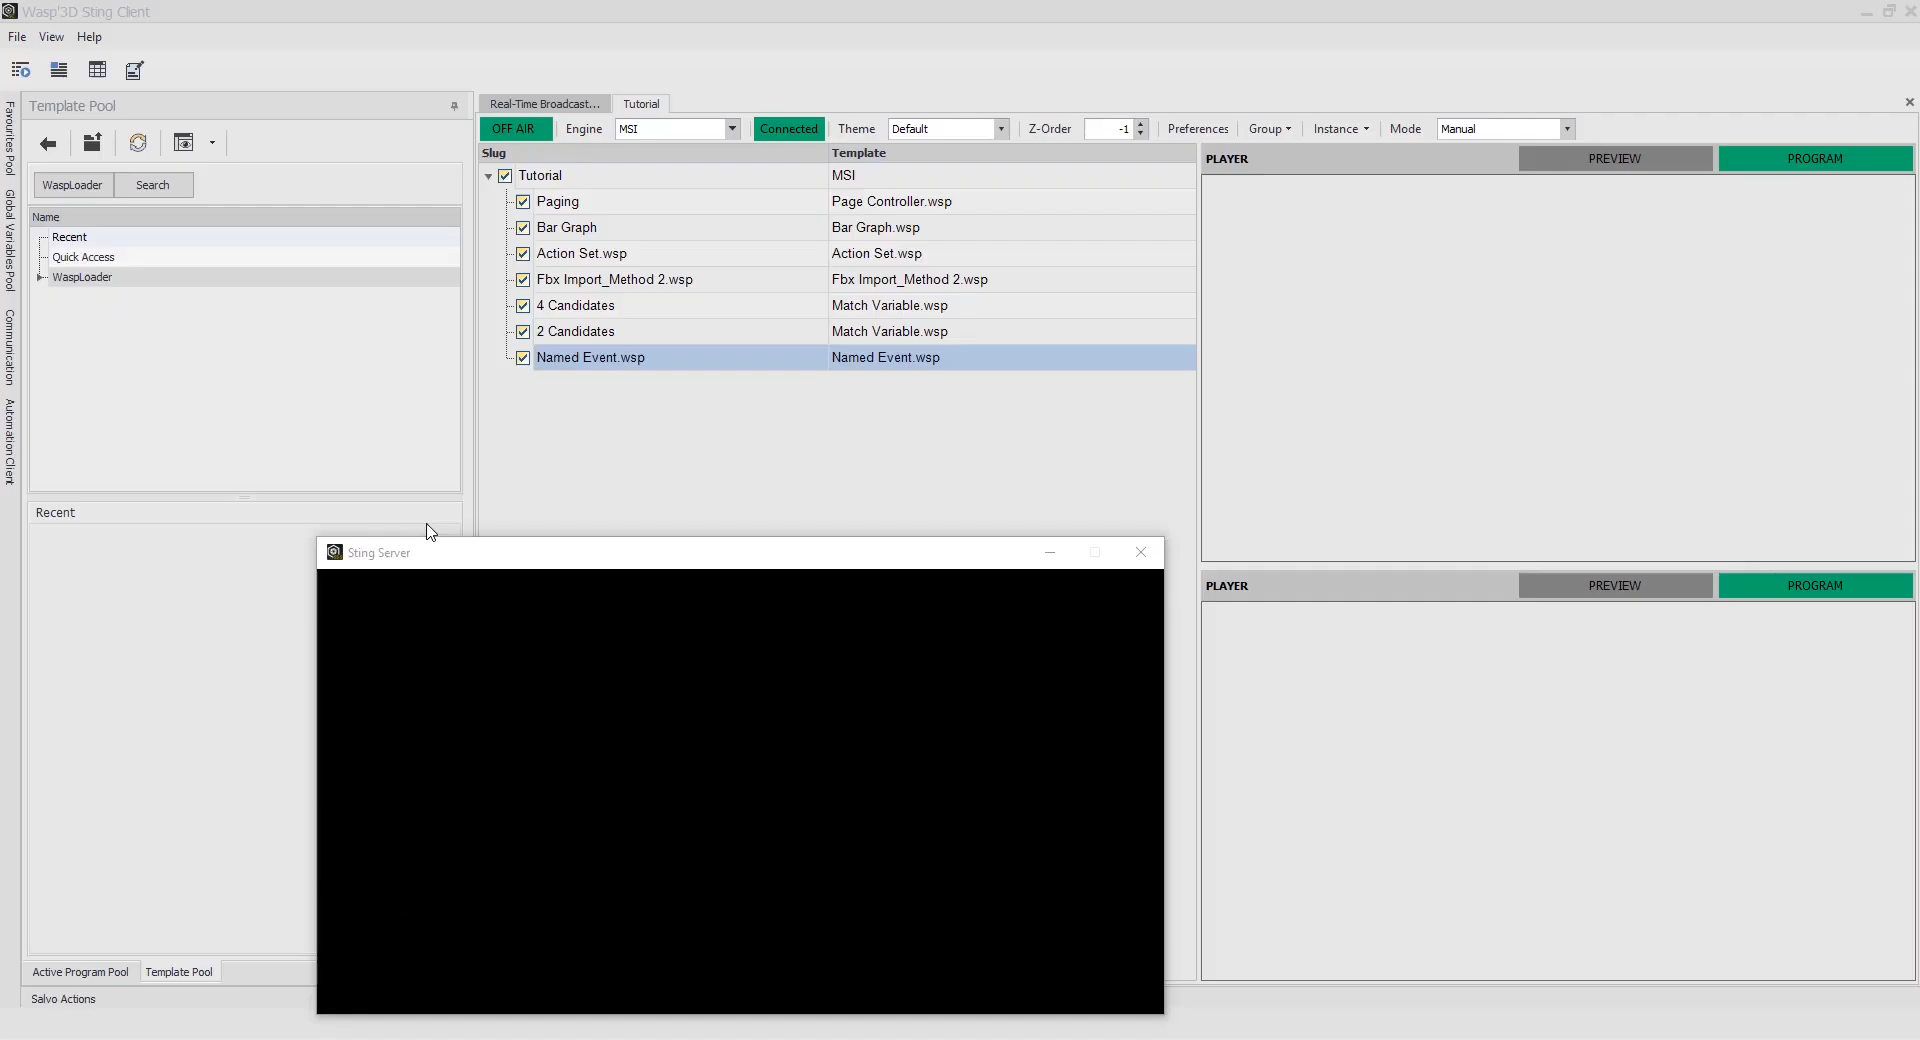 Wasp'3D Sting Client
File View Help
Favourites Pool
Global Variables Pool
Communication
Automation Client
Template Pool
WaspLoader Search
Name
Recent
Quick Access
WaspLoader
Recent
Active Program Pool Template Pool
Salvo Actions
Real-Time Broadcast... Tutorial
OFF AIR Engine MSI Connected Theme Default Z-Order -1 Preferences Group Instance Mode Manual
Slug Template
Tutorial MSI
Paging Page Controller.wsp
Bar Graph Bar Graph.wsp
Action Set.wsp Action Set.wsp
Fbx Import_Method 2.wsp Fbx Import_Method 2.wsp
4 Candidates Match Variable.wsp
2 Candidates Match Variable.wsp
Named Event.wsp Named Event.wsp
Sting Server
PLAYER PREVIEW PROGRAM
PLAYER PREVIEW PROGRAM